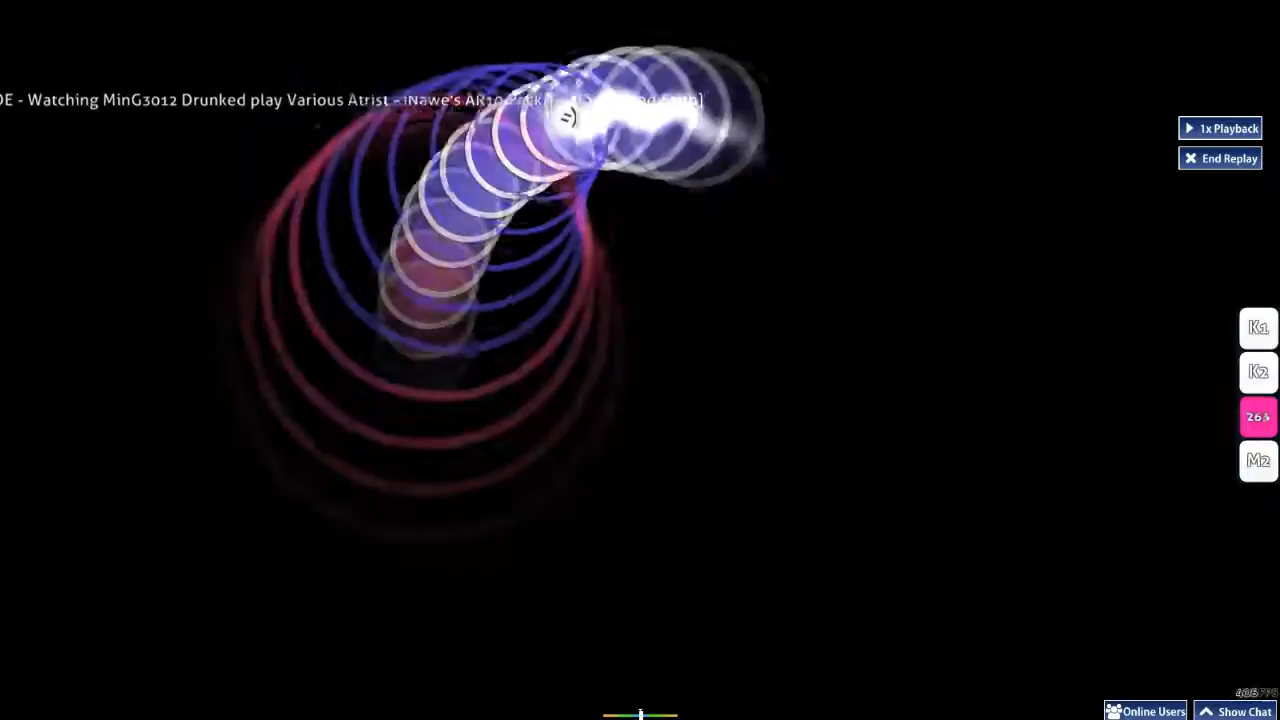 DE - Watching MinG3012 Drunked play Various Atrist - iNawe's AR10 Pack
1x Playback
End Replay
K1
K2
M2
Online Users
Show Chat